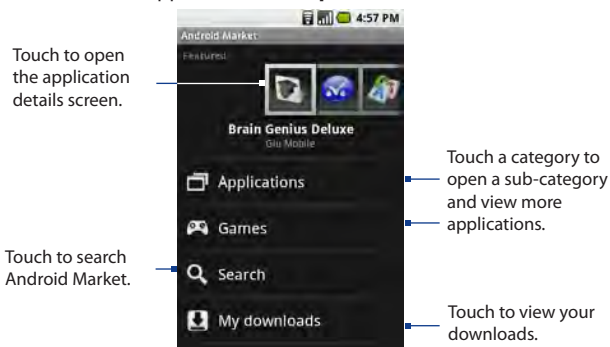 4:57 PM
Android Market
Featured
Touch to open
the application
details screen.
Brain Genius Deluxe
Glu Mobile
Applications
Touch a category to
open a sub-category
and view more
applications.
Games
Touch to search
Android Market.
Search
My downloads
Touch to view your
downloads.